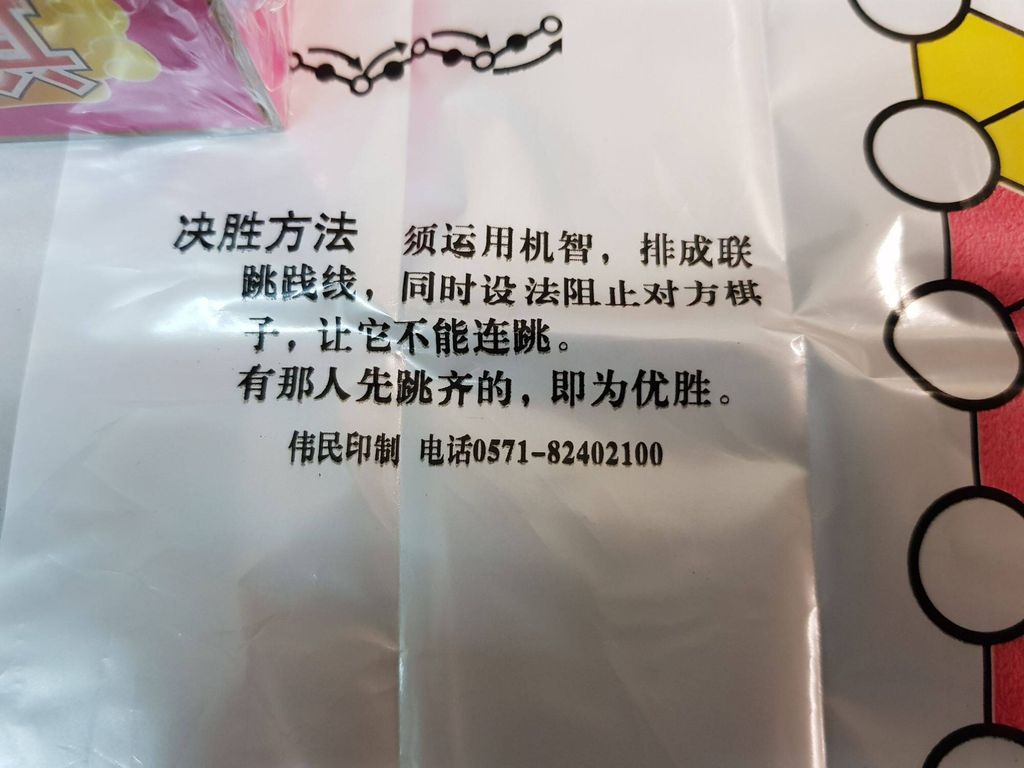 决胜方法 须运用机智，排成联
跳践线，同时设法阻止对方棋
子，让它不能连跳。
有那人先跳齐的，即为优胜。
伟民印制 电话0571-82402100